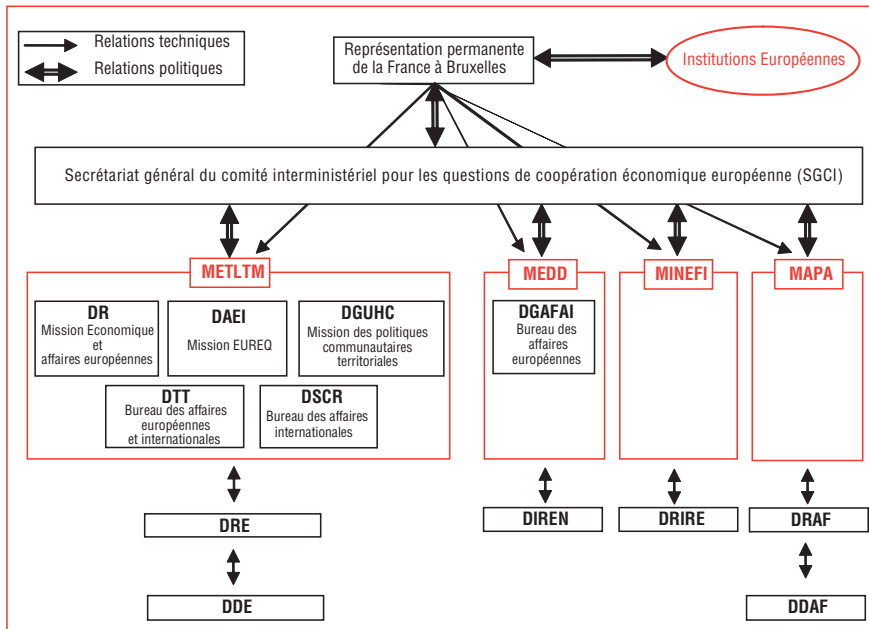 Relations techniques
Relations politiques
Représentation permanente
de la France à Bruxelles
Institutions Européennes
Secrétariat général du comité interministériel pour les questions de coopération économique européenne (SGCI)
METLTM
MEDD
MINEFI
MAPA
DR
Mission Economique
et
affaires européennes
DAEI
Mission EUREQ
DGUHC
Mission des politiques
communautaires
territoriales
DGAFAI
Bureau des
affaires
européennes
DTT
Bureau des affaires
européennes
et internationales
DSCR
Bureau des affaires
internationales
DRE
DIREN
DRIRE
DRAF
DDE
DDAF